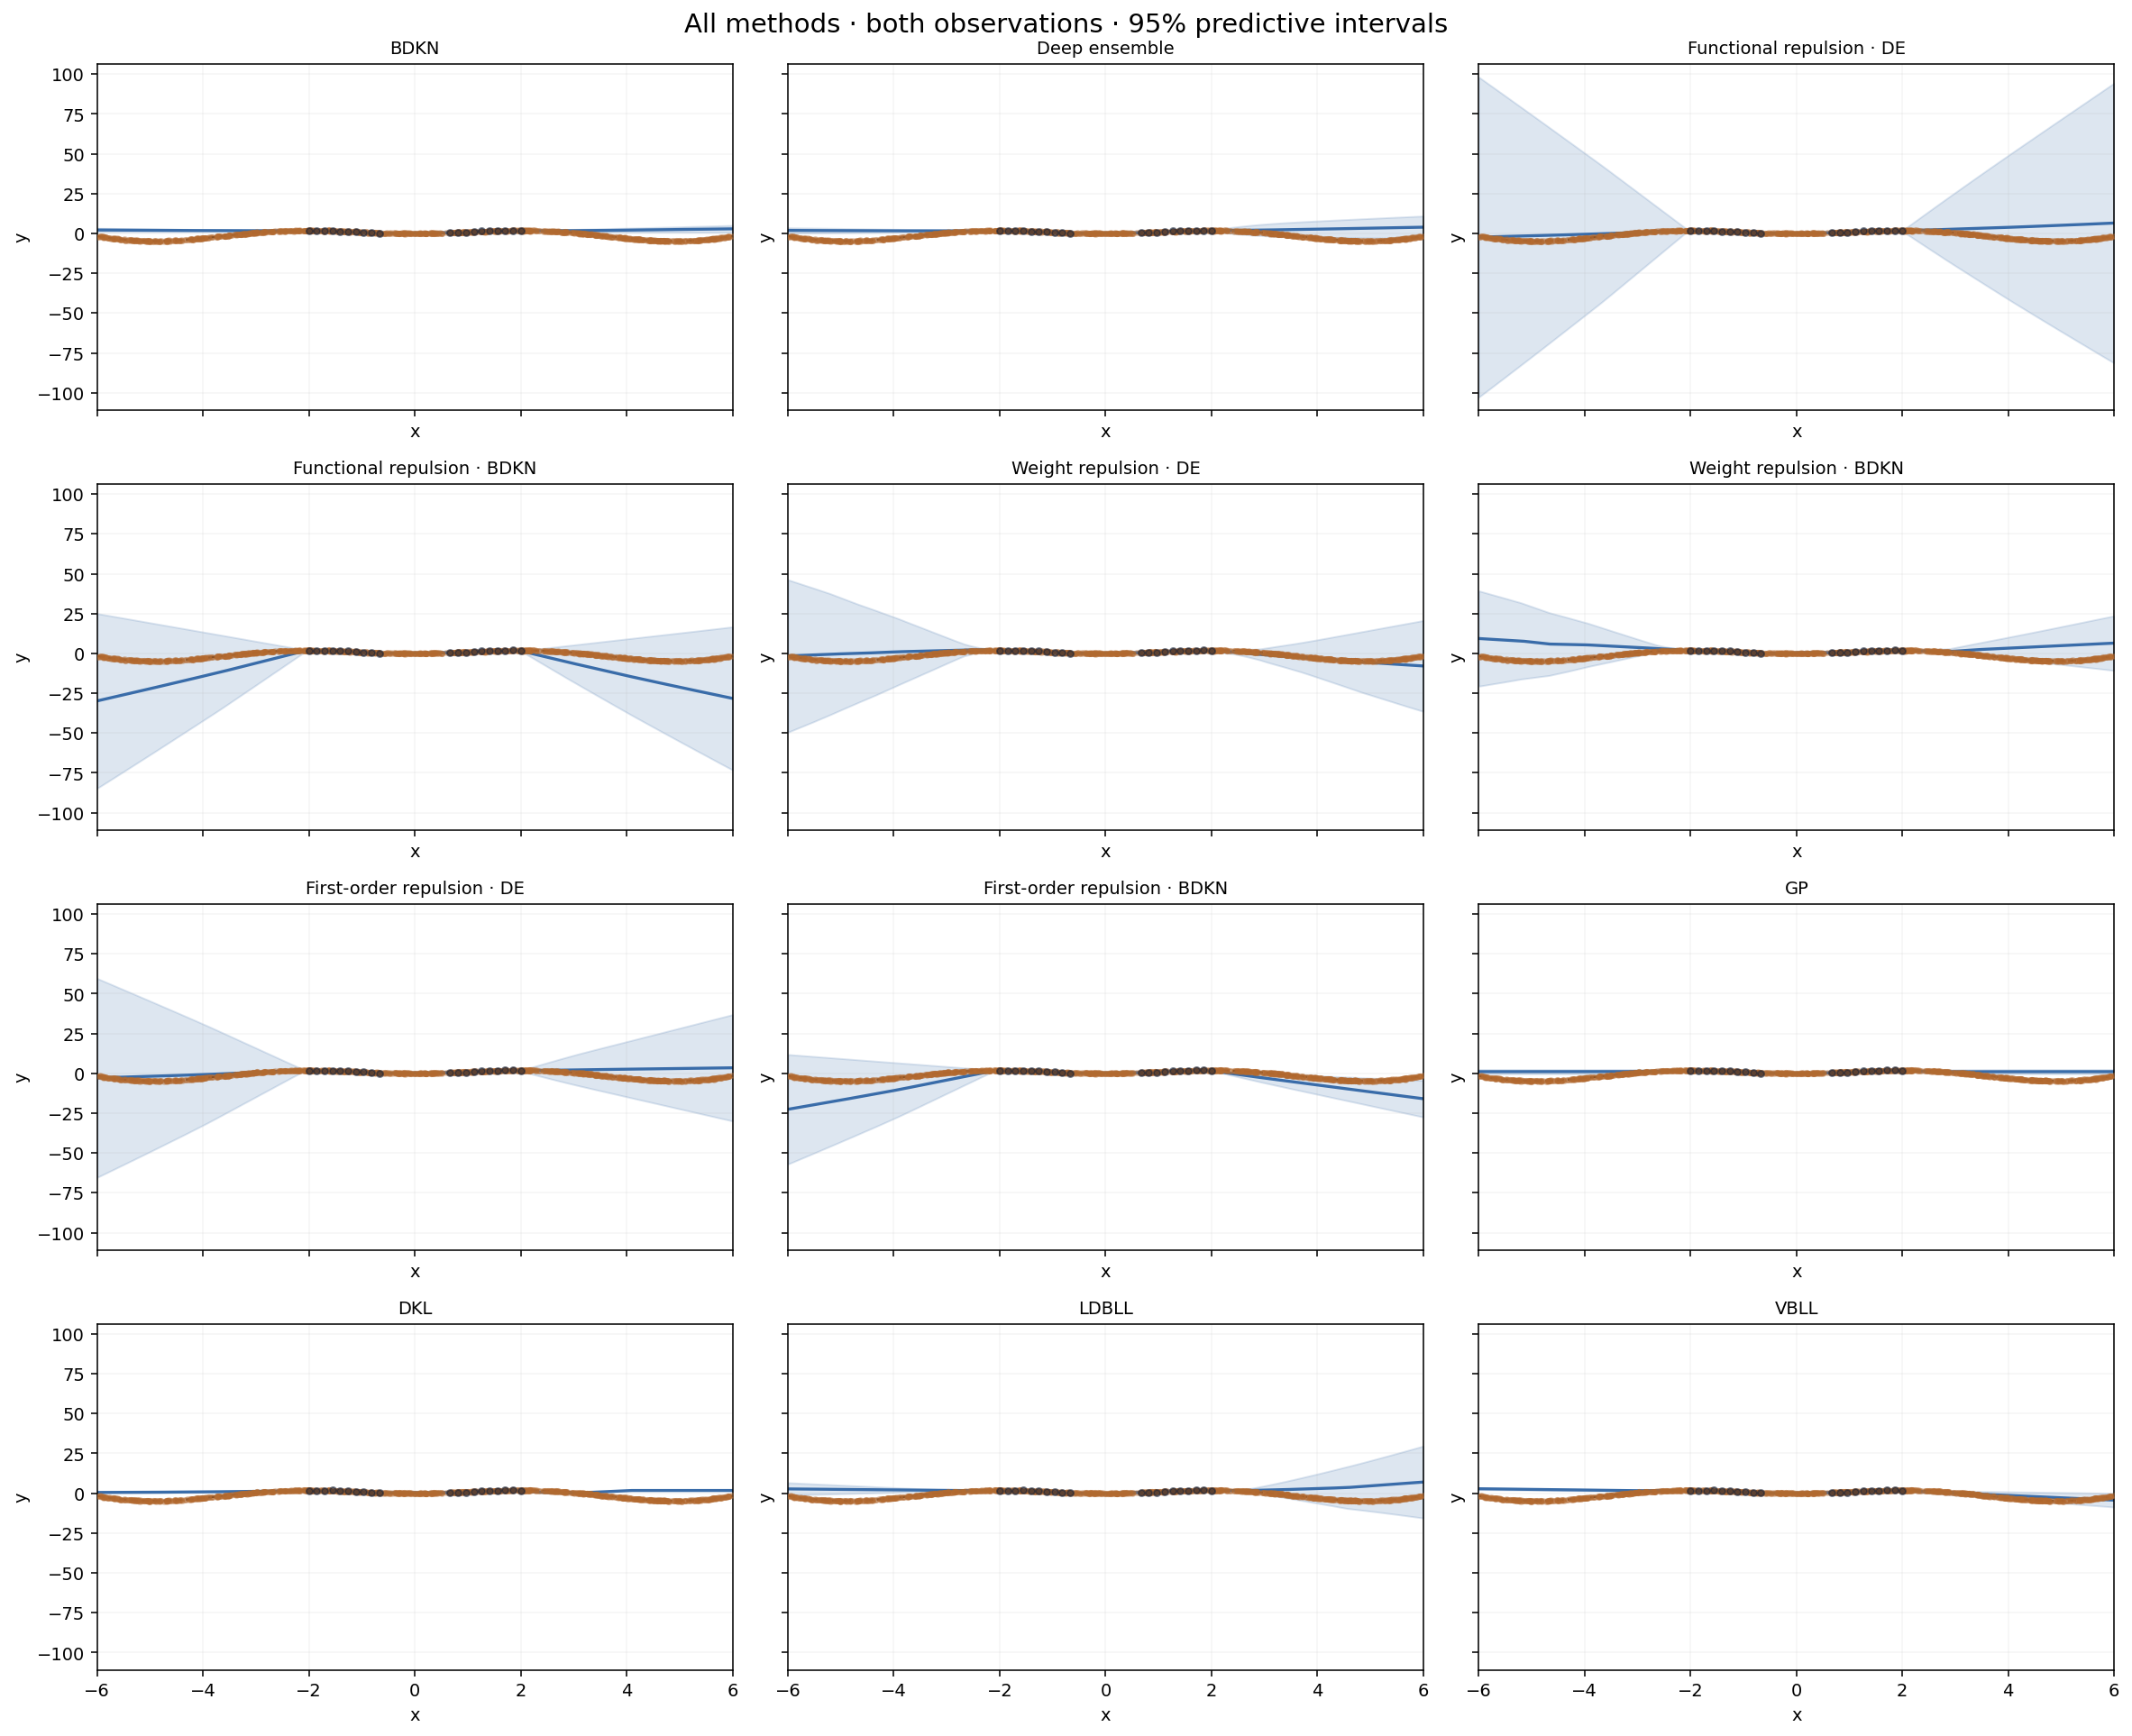 All methods · both observations · 95% predictive intervals
BDKN
Deep ensemble
Functional repulsion · DE
100
75
50
25
0
−25
−50
−75
−100
y
y
y
x
x
x
Functional repulsion · BDKN
Weight repulsion · DE
Weight repulsion · BDKN
100
75
50
25
0
−25
−50
−75
−100
y
y
y
x
x
x
First-order repulsion · DE
First-order repulsion · BDKN
GP
100
75
50
25
0
−25
−50
−75
−100
y
y
y
x
x
x
DKL
LDBLL
VBLL
100
75
50
25
0
−25
−50
−75
−100
y
y
y
−6 −4 −2 0 2 4 6
−6 −4 −2 0 2 4 6
−6 −4 −2 0 2 4 6
x
x
x